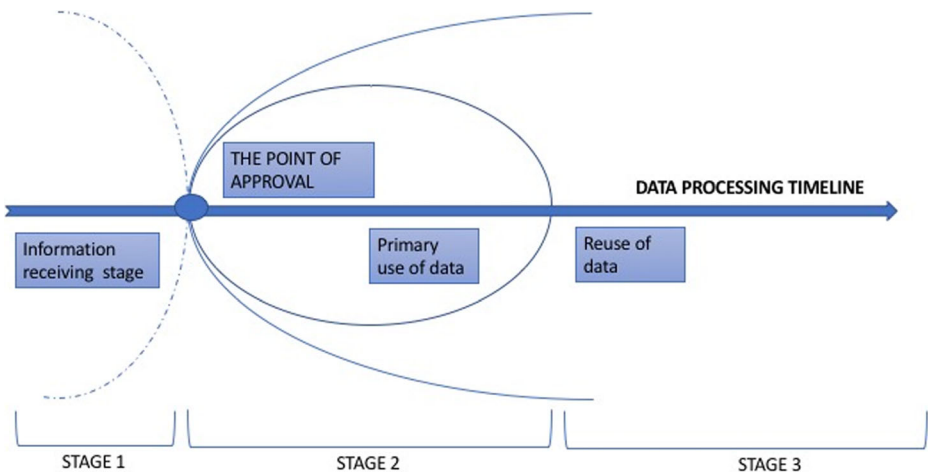 THE POINT OF
APPROVAL
DATA PROCESSING TIMELINE
Information
receiving stage
Primary
use of data
Reuse of
data
STAGE 1
STAGE 2
STAGE 3